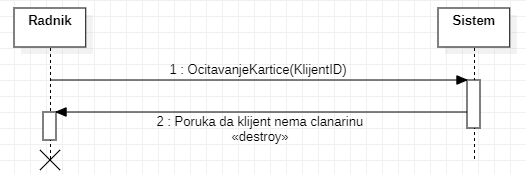 Radnik
Sistem
1 : OcitavanjeKartice(KlijentID)
2 : Poruka da klijent nema clanarinu
«destroy»